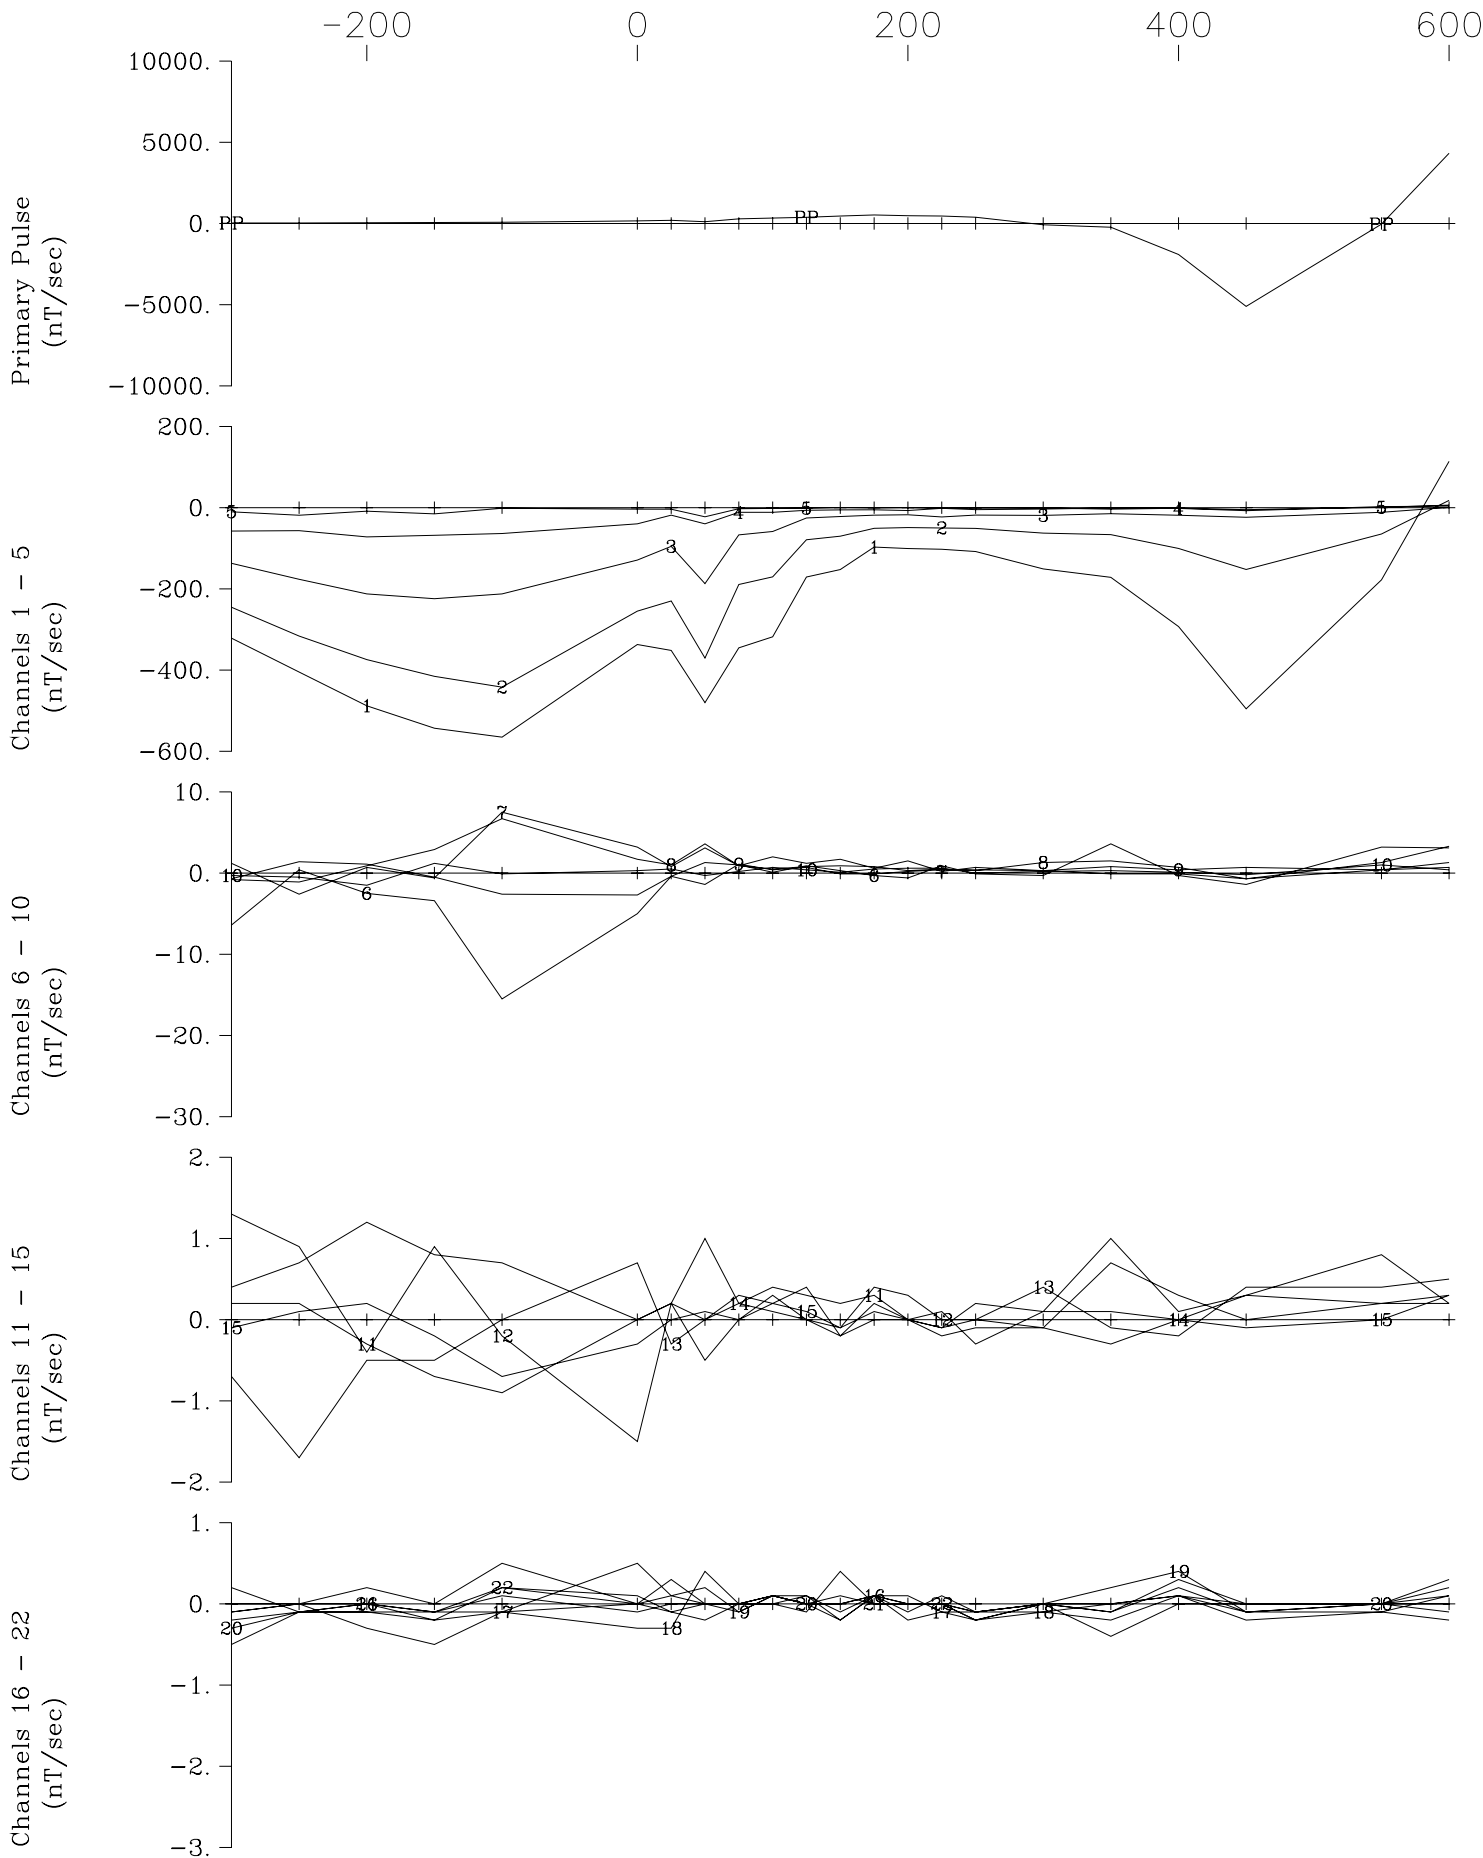 -200 0 200 400 600
Primary Pulse
(nT/sec)
10000.
5000.
0.
-5000.
-10000.
PP PP PP
Channels 1 - 5
(nT/sec)
200.
0.
-200.
-400.
-600.
5 4 5 3 4 5
3 2 1
2
1
Channels 6 - 10
(nT/sec)
10.
0.
-10.
-20.
-30.
7
10 6 8 9 10 8 9 10
Channels 11 - 15
(nT/sec)
2.
1.
0.
-1.
-2.
15 11 12 13 14 15 11 12 13 14 15
Channels 16 - 22
(nT/sec)
1.
0.
-1.
-2.
-3.
20 22 17 18 19 16 21 22 17 18 19 20